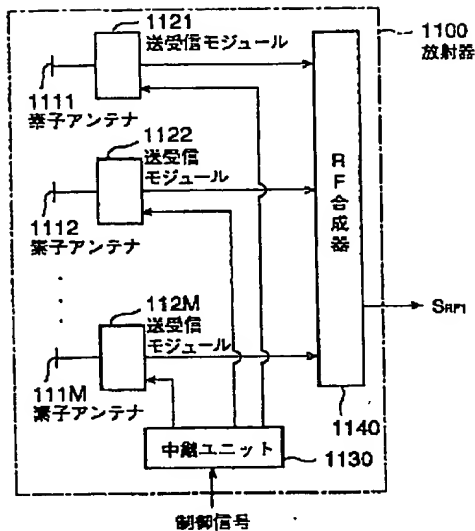 1121
送受信モジュール
1100
放射器
1111
素子アンテナ
1122
送受信
モジュール
1112
素子アンテナ
RF合成器
SRF1
112M
送受信
モジュール
111M
素子アンテナ
1140
中継ユニット
1130
制御信号